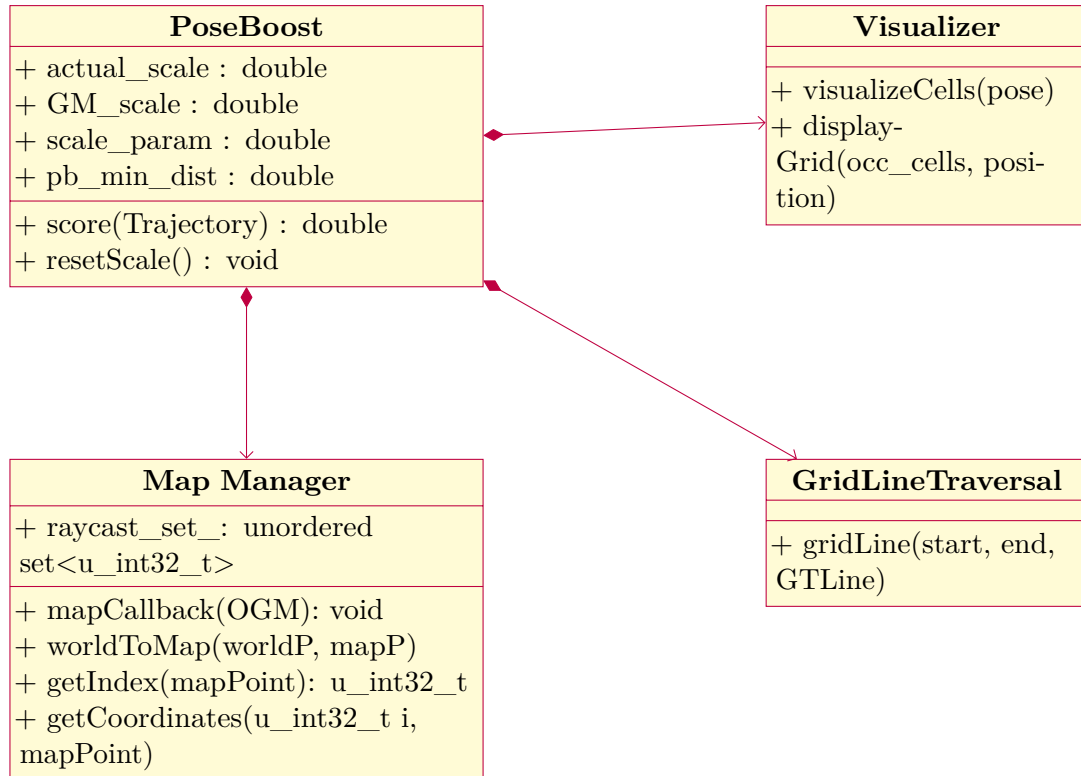 PoseBoost
+ actual_scale : double
+ GM_scale : double
+ scale_param : double
+ pb_min_dist : double
+ score(Trajectory) : double
+ resetScale() : void
Visualizer
+ visualizeCells(pose)
+ display-
Grid(occ_cells, posi-
tion)
Map Manager
+ raycast_set_: unordered
set<u_int32_t>
+ mapCallback(OGM): void
+ worldToMap(worldP, mapP)
+ getIndex(mapPoint): u_int32_t
+ getCoordinates(u_int32_t i,
mapPoint)
GridLineTraversal
+ gridLine(start, end,
GTLine)